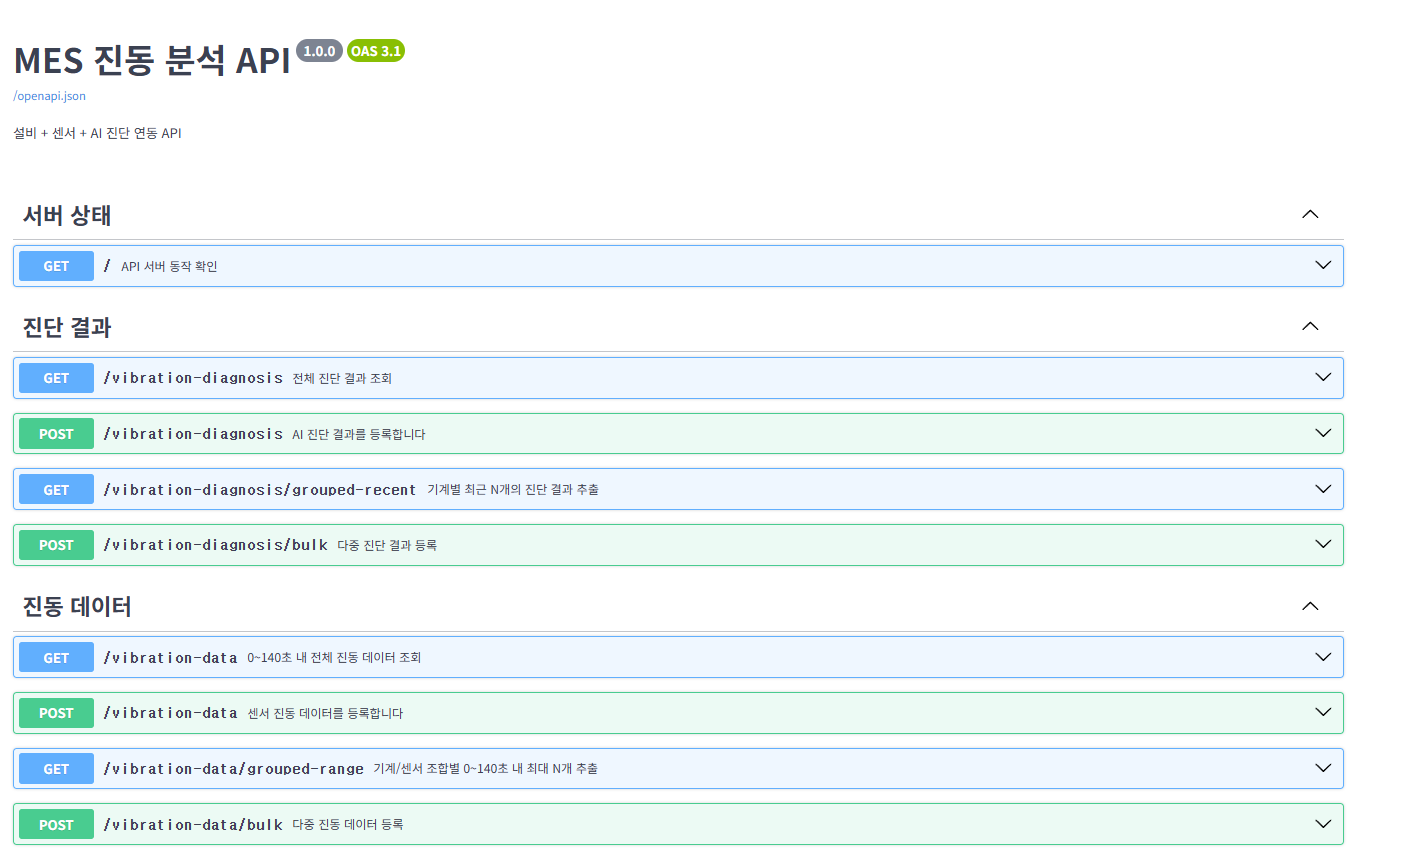 MES 진동 분석 API 1.0.0 OAS 3.1
/openapi.json
설비 + 센서 + AI 진단 연동 API
서버 상태
GET / API 서버 동작 확인
진단 결과
GET /vibration-diagnosis 전체 진단 결과 조회
POST /vibration-diagnosis AI 진단 결과를 등록합니다
GET /vibration-diagnosis/grouped-recent 기계별 최근 N개의 진단 결과 추출
POST /vibration-diagnosis/bulk 다중 진단 결과 등록
진동 데이터
GET /vibration-data 0~140초 내 전체 진동 데이터 조회
POST /vibration-data 센서 진동 데이터를 등록합니다
GET /vibration-data/grouped-range 기계/센서 조합별 0~140초 내 최대 N개 추출
POST /vibration-data/bulk 다중 진동 데이터 등록